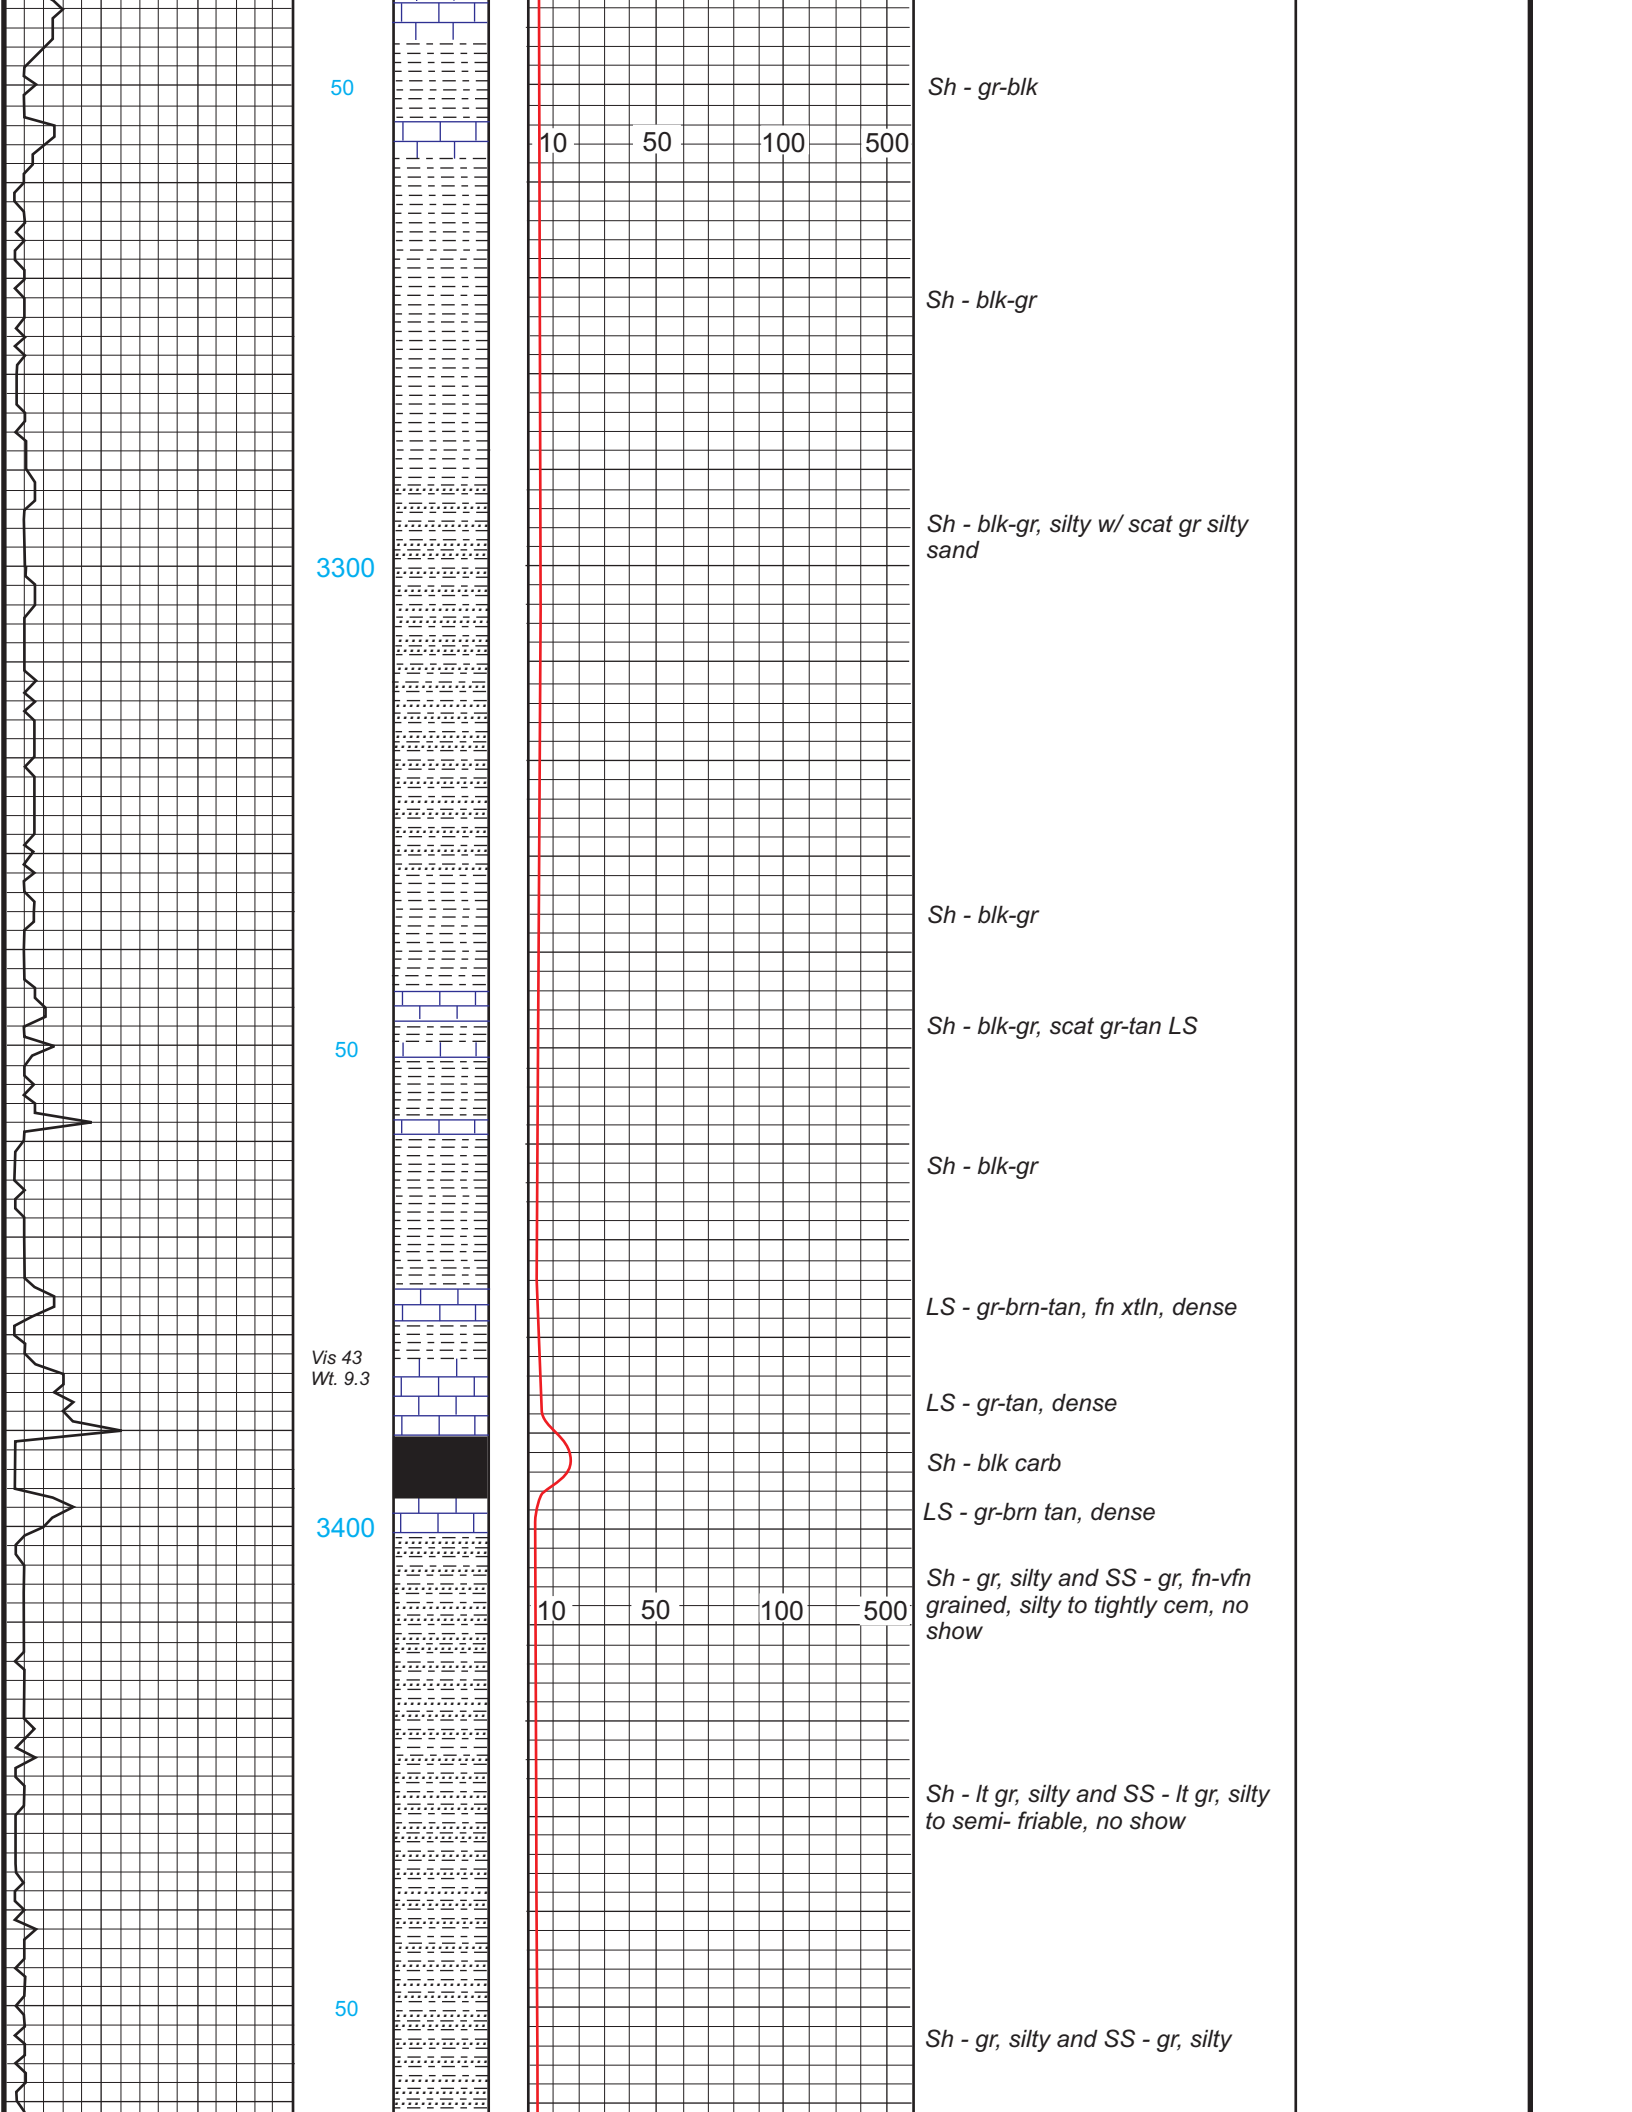 50
Sh - gr-blk
10 50 100 500
Sh - blk-gr
Sh - blk-gr, silty w/ scat gr silty
sand
3300
Sh - blk-gr
Sh - blk-gr, scat gr-tan LS
50
Sh - blk-gr
LS - gr-brn-tan, fn xtln, dense
Vis 43
Wt. 9.3
LS - gr-tan, dense
Sh - blk carb
LS - gr-brn tan, dense
3400
Sh - gr, silty and SS - gr, fn-vfn
grained, silty to tightly cem, no
show
10 50 100 500
Sh - lt gr, silty and SS - lt gr, silty
to semi- friable, no show
50
Sh - gr, silty and SS - gr, silty